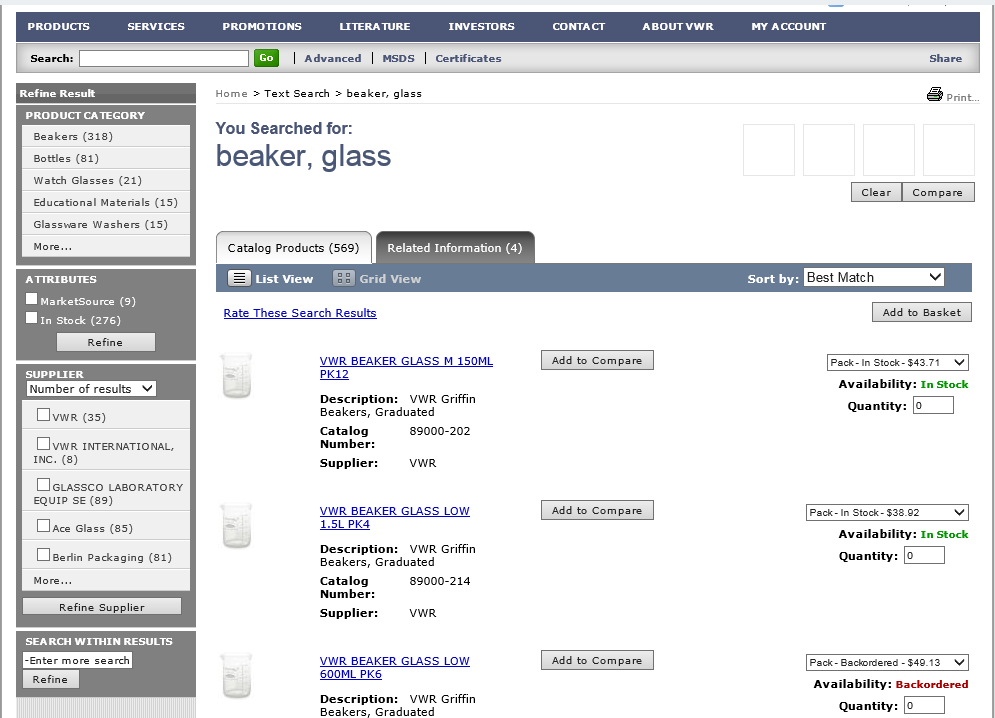 PRODUCTS SERVICES PROMOTIONS LITERATURE INVESTORS CONTACT ABOUT VWR MY ACCOUNT
Search: Go Advanced MSDS Certificates Share
Refine Result
PRODUCT CATEGORY
Beakers (318)
Bottles (81)
Watch Glasses (21)
Educational Materials (15)
Glassware Washers (15)
More...
ATTRIBUTES
MarketSource (9)
In Stock (276)
Refine
SUPPLIER
Number of results
VWR (35)
VWR INTERNATIONAL,
INC. (8)
GLASSCO LABORATORY
EQUIP SE (89)
Ace Glass (85)
Berlin Packaging (81)
More...
Refine Supplier
SEARCH WITHIN RESULTS
-Enter more search
Refine
Home > Text Search > beaker, glass
Print...
You Searched for:
beaker, glass
Clear Compare
Catalog Products (569) Related Information (4)
List View Grid View Sort by: Best Match
Rate These Search Results Add to Basket
VWR BEAKER GLASS M 150ML
PK12
Add to Compare
Pack - In Stock - $43.71
Availability: In Stock
Quantity: 0
Description: VWR Griffin
Beakers, Graduated
Catalog
Number: 89000-202
Supplier: VWR
VWR BEAKER GLASS LOW
1.5L PK4
Add to Compare
Pack - In Stock - $38.92
Availability: In Stock
Quantity: 0
Description: VWR Griffin
Beakers, Graduated
Catalog
Number: 89000-214
Supplier: VWR
VWR BEAKER GLASS LOW
600ML PK6
Add to Compare
Pack - Backordered - $49.13
Availability: Backordered
Quantity: 0
Description: VWR Griffin
Beakers, Graduated